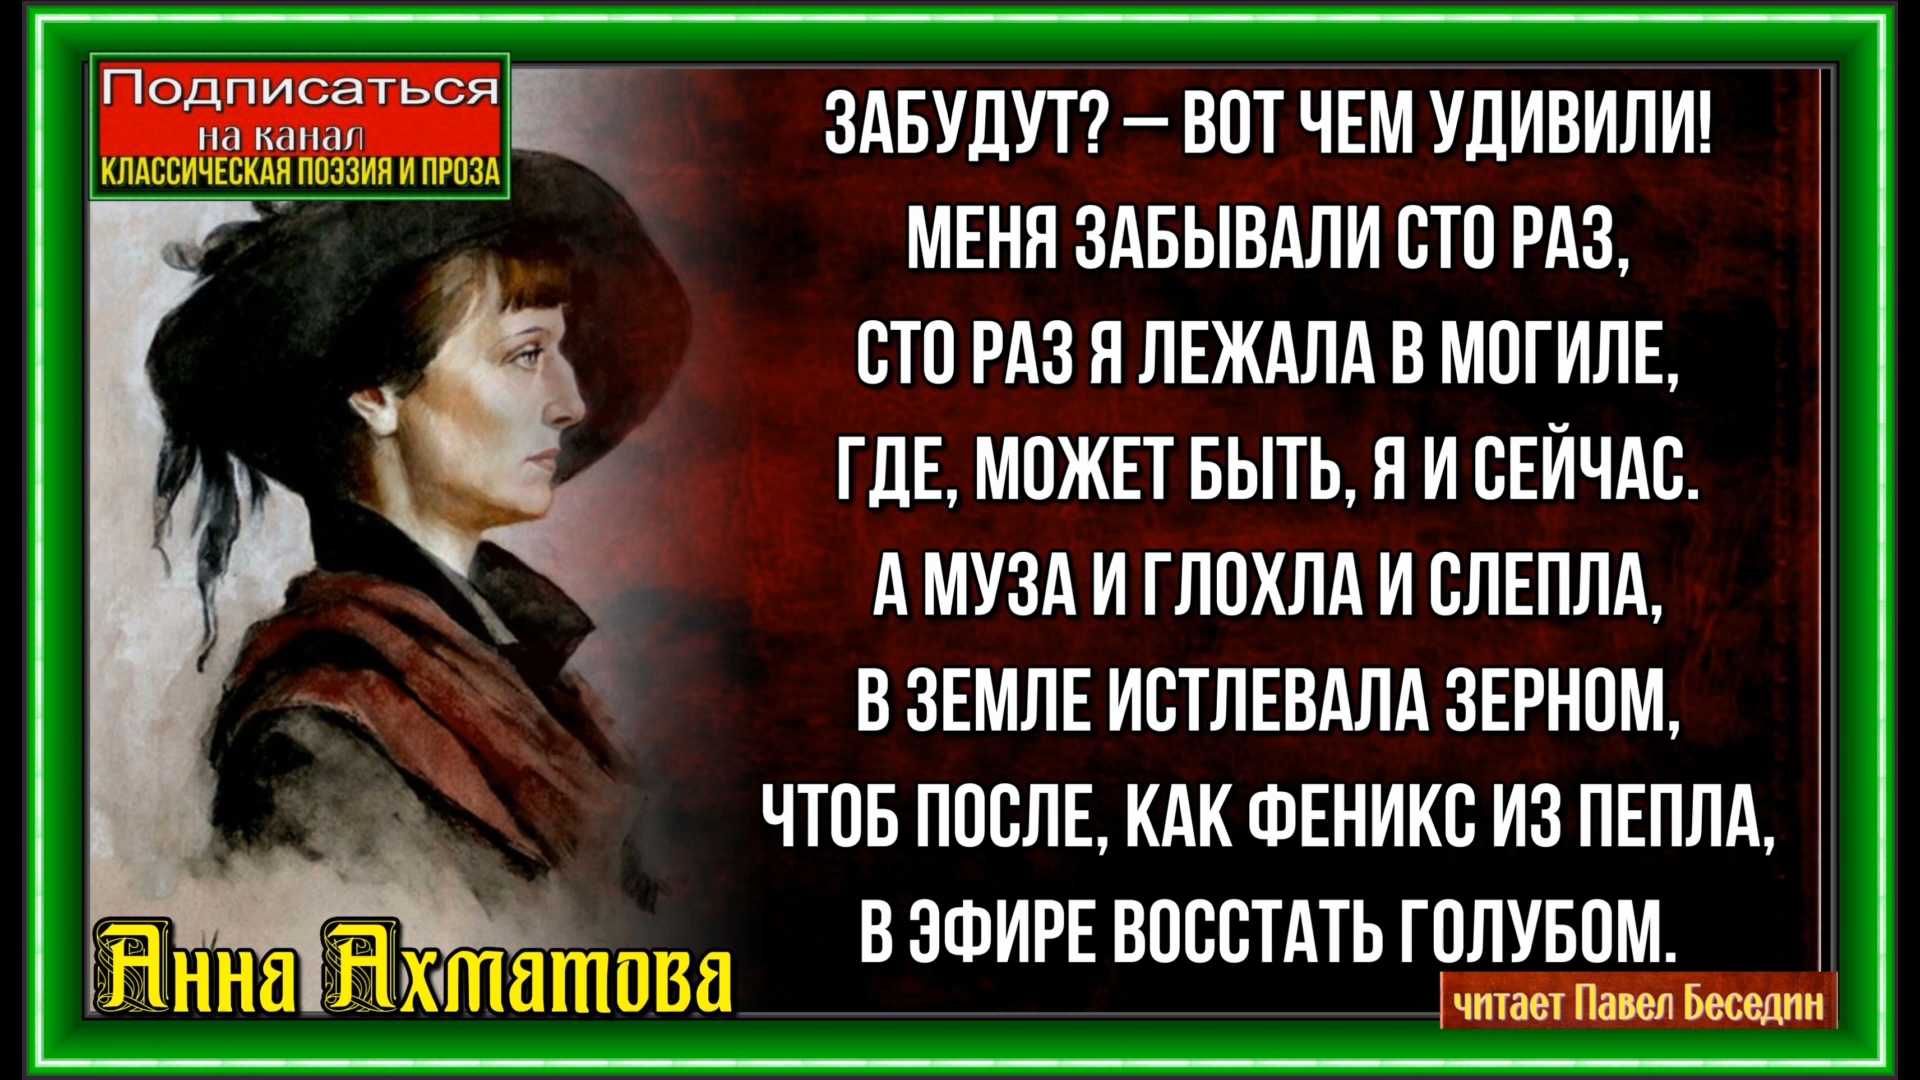 Подписаться
на канал
КЛАССИЧЕСКАЯ ПОЭЗИЯ И ПРОЗА
ЗАБУДУТ? – ВОТ ЧЕМ УДИВИЛИ!
МЕНЯ ЗАБЫВАЛИ СТО РАЗ,
СТО РАЗ Я ЛЕЖАЛА В МОГИЛЕ,
ГДЕ, МОЖЕТ БЫТЬ, Я И СЕЙЧАС.
А МУЗА И ГЛОХЛА И СЛЕПЛА,
В ЗЕМЛЕ ИСТЛЕВАЛА ЗЕРНОМ,
ЧТОБ ПОСЛЕ, КАК ФЕНИКС ИЗ ПЕПЛА,
В ЭФИРЕ ВОССТАТЬ ГОЛУБОМ.
Анна Ахматова
читает Павел Беседин